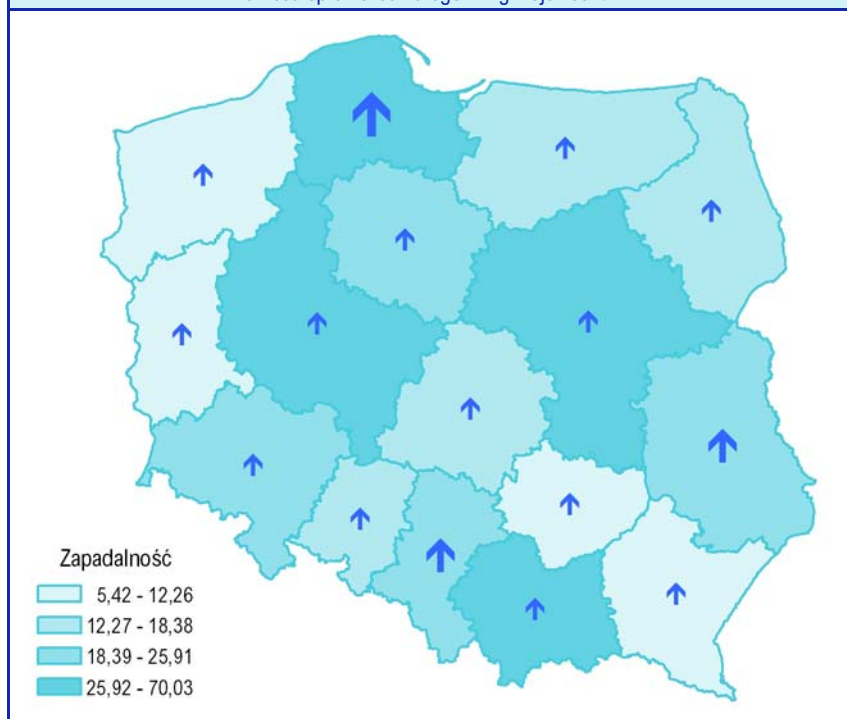 Zapadalność
5,42 - 12,26
12,27 - 18,38
18,39 - 25,91
25,92 - 70,03